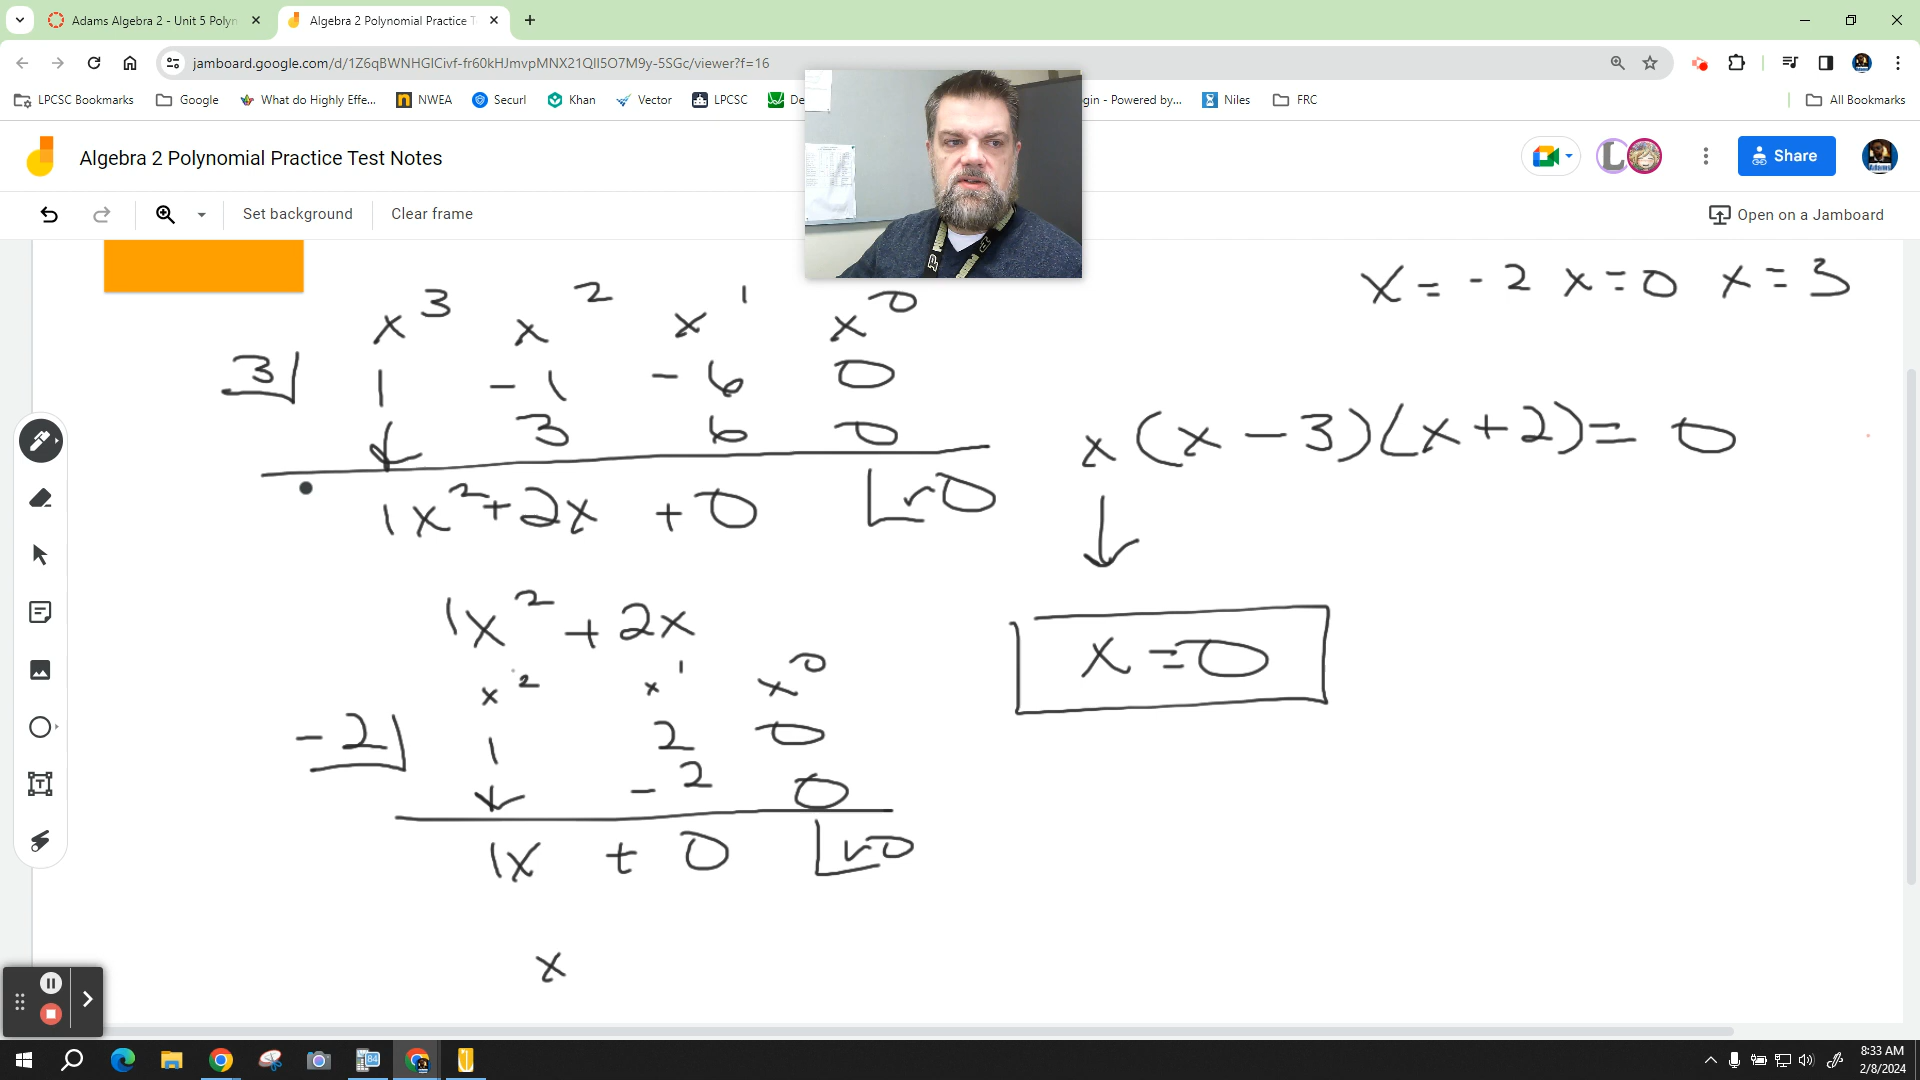 Adams Algebra 2 - Unit 5 Polyn
Algebra 2 Polynomial Practice T
jamboard.google.com/d/1Z6qBWNHGICivf-fr60kHJmvpMNX21QII5O7M9y-5SGc/viewer?f=16
LPCSC Bookmarks Google What do Highly Effe... NWEA Securl Khan Vector LPCSC De gin - Powered by... Niles FRC All Bookmarks
Algebra 2 Polynomial Practice Test Notes
Share
Set background Clear frame Open on a Jamboard
x = -2 x = 0 x = 3
x³ x² x¹ x⁰
3| 1 -1 -6 0
3 6 0
1x² + 2x + 0 r0
x(x - 3)(x + 2) = 0
x = 0
1x² + 2x
x² x¹ x⁰
-2| 1 2 0
-2 0
1x + 0 r0
x
84
8:33 AM
2/8/2024